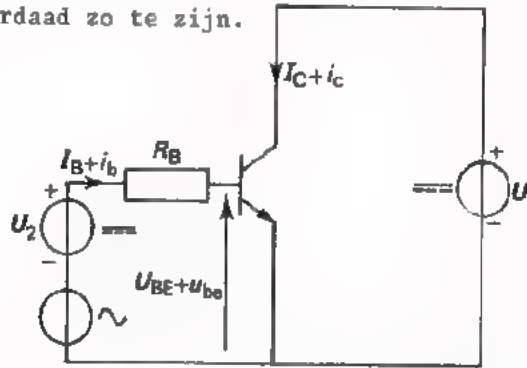 rdaad zo te zijn.
I_C+i_c
I_B+i_b
R_B
+
+
U_2
U
−
−
U_BE+u_be